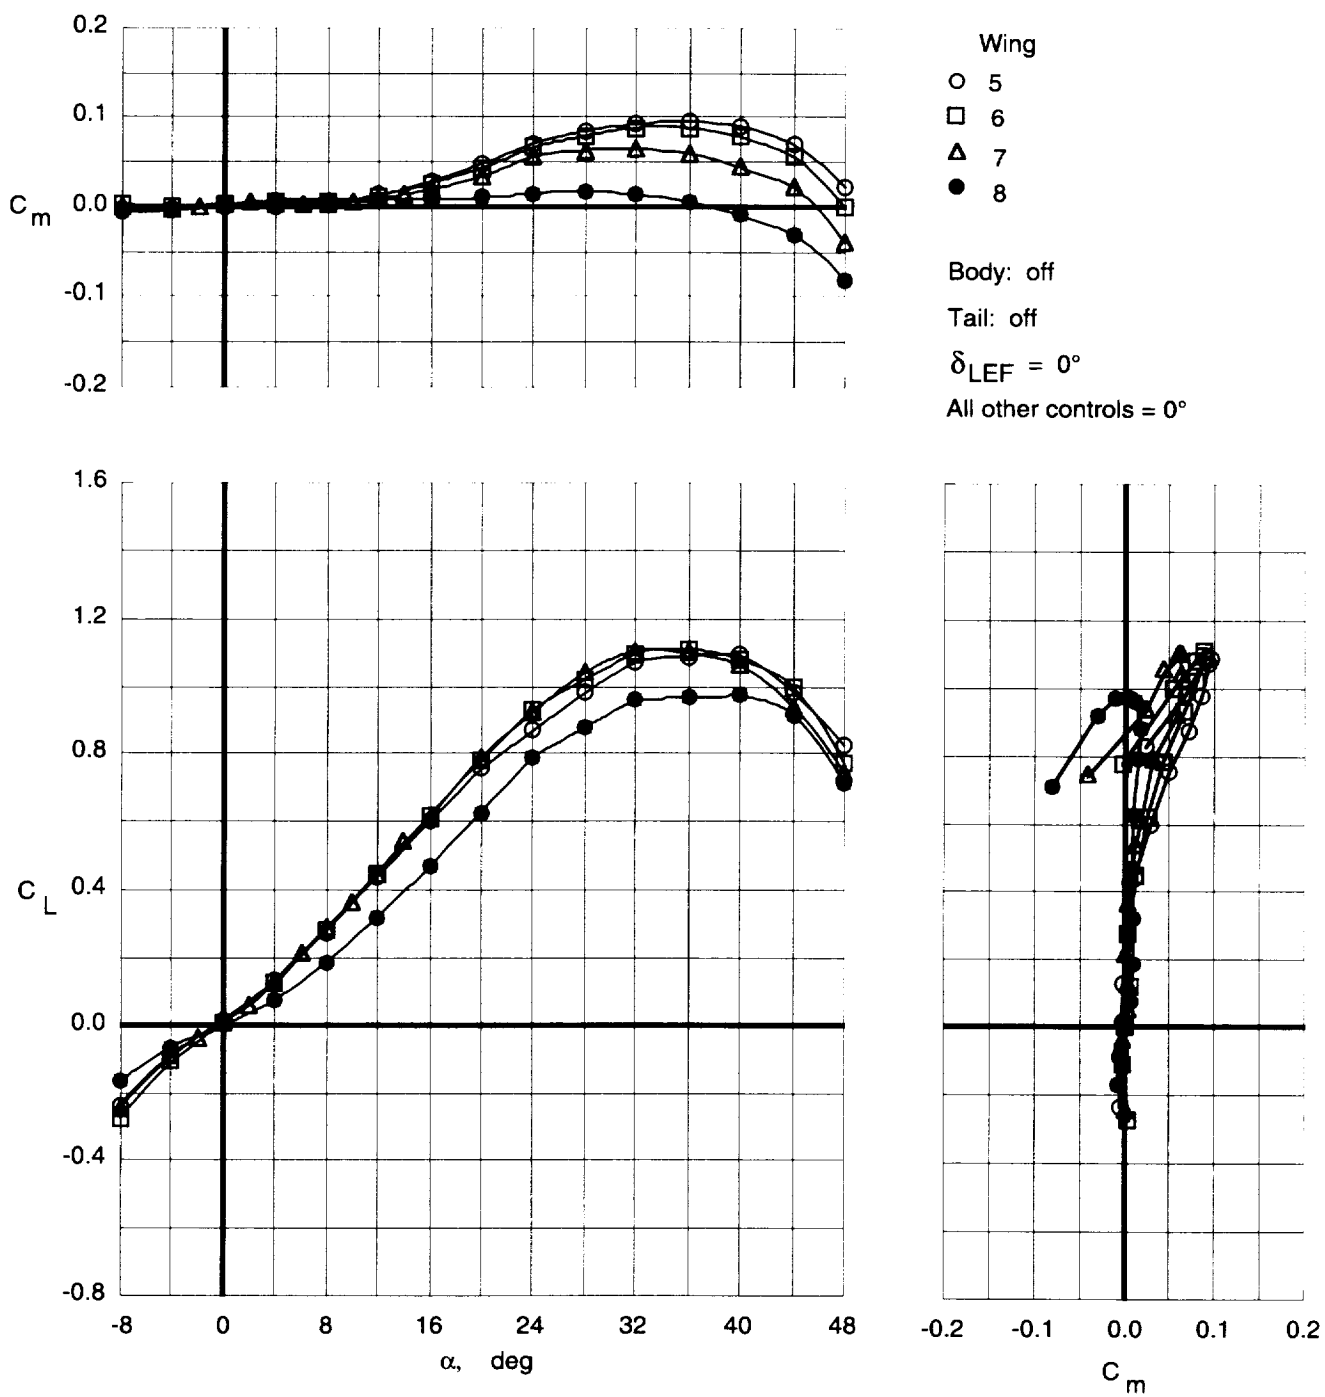 0.2
0.1
C m 0.0
-0.1
-0.2
Wing
5
6
7
8
Body: off
Tail: off
δLEF = 0°
All other controls = 0°
1.6
1.2
0.8
C L 0.4
0.0
-0.4
-0.8
-8 0 8 16 24 32 40 48
α, deg
-0.2 -0.1 0.0 0.1 0.2
C m